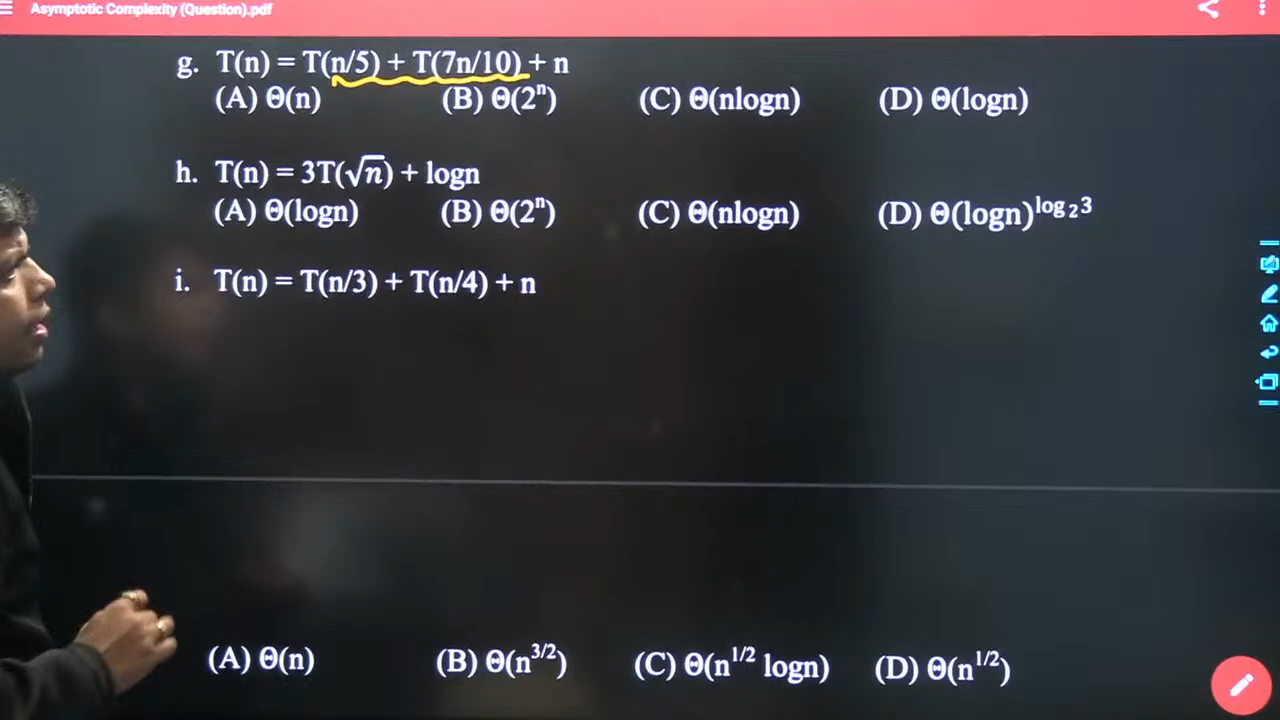 Asymptotic Complexity (Question).pdf
g. T(n) = T(n/5) + T(7n/10) + n
(A) Θ(n) (B) Θ(2ⁿ) (C) Θ(nlogn) (D) Θ(logn)
h. T(n) = 3T(√n) + logn
(A) Θ(logn) (B) Θ(2ⁿ) (C) Θ(nlogn) (D) Θ(logn)^log₂3
i. T(n) = T(n/3) + T(n/4) + n
(A) Θ(n) (B) Θ(n^3/2) (C) Θ(n^1/2 logn) (D) Θ(n^1/2)